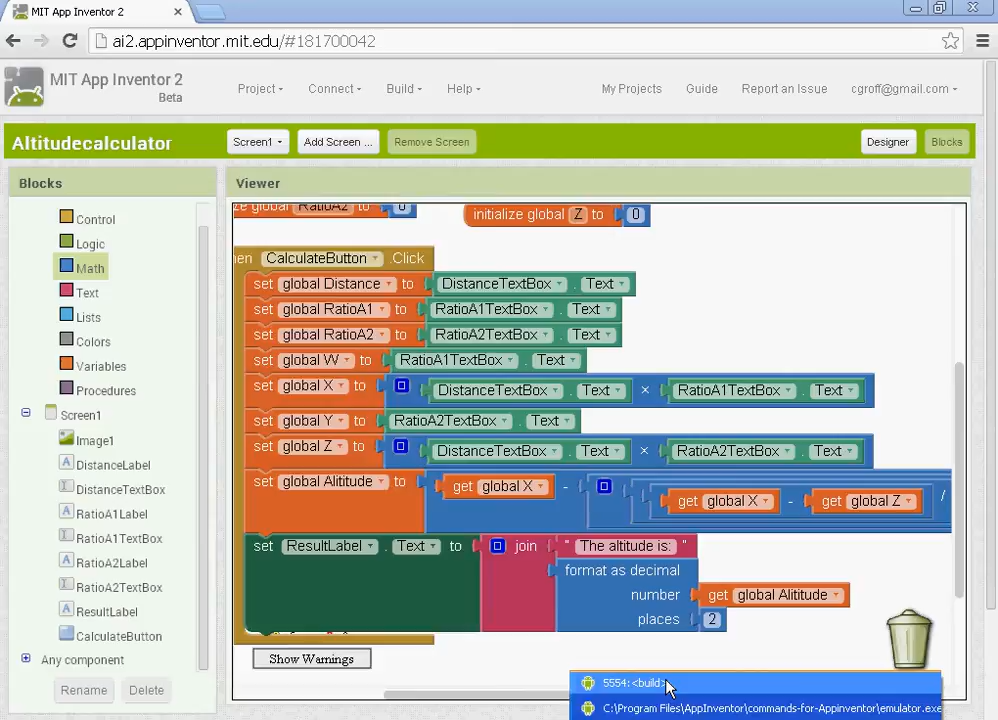 MIT App Inventor 2
ai2.appinventor.mit.edu/#181700042
MIT App Inventor 2
Beta
Project
Connect
Build
Help
My Projects
Guide
Report an Issue
cgroff@gmail.com
Altitudecalculator
Screen1
Add Screen ...
Remove Screen
Designer
Blocks
Blocks
Control
Logic
Math
Text
Lists
Colors
Variables
Procedures
Screen1
Image1
DistanceLabel
DistanceTextBox
RatioA1Label
RatioA1TextBox
RatioA2Label
RatioA2TextBox
ResultLabel
CalculateButton
Any component
Rename
Delete
Viewer
global RatioA2 to 0
initialize global Z to 0
CalculateButton .Click
set global Distance to DistanceTextBox . Text
set global RatioA1 to RatioA1TextBox . Text
set global RatioA2 to RatioA2TextBox . Text
set global W to RatioA1TextBox . Text
set global X to DistanceTextBox . Text × RatioA1TextBox . Text
set global Y to RatioA2TextBox . Text
set global Z to DistanceTextBox . Text × RatioA2TextBox . Text
set global Alititude to get global X - get global X - get global Z /
set ResultLabel . Text to join " The altitude is: "
format as decimal
number get global Alititude
places 2
Show Warnings
5554:<build>
C:\Program Files\AppInventor\commands-for-Appinventor\emulator.exe